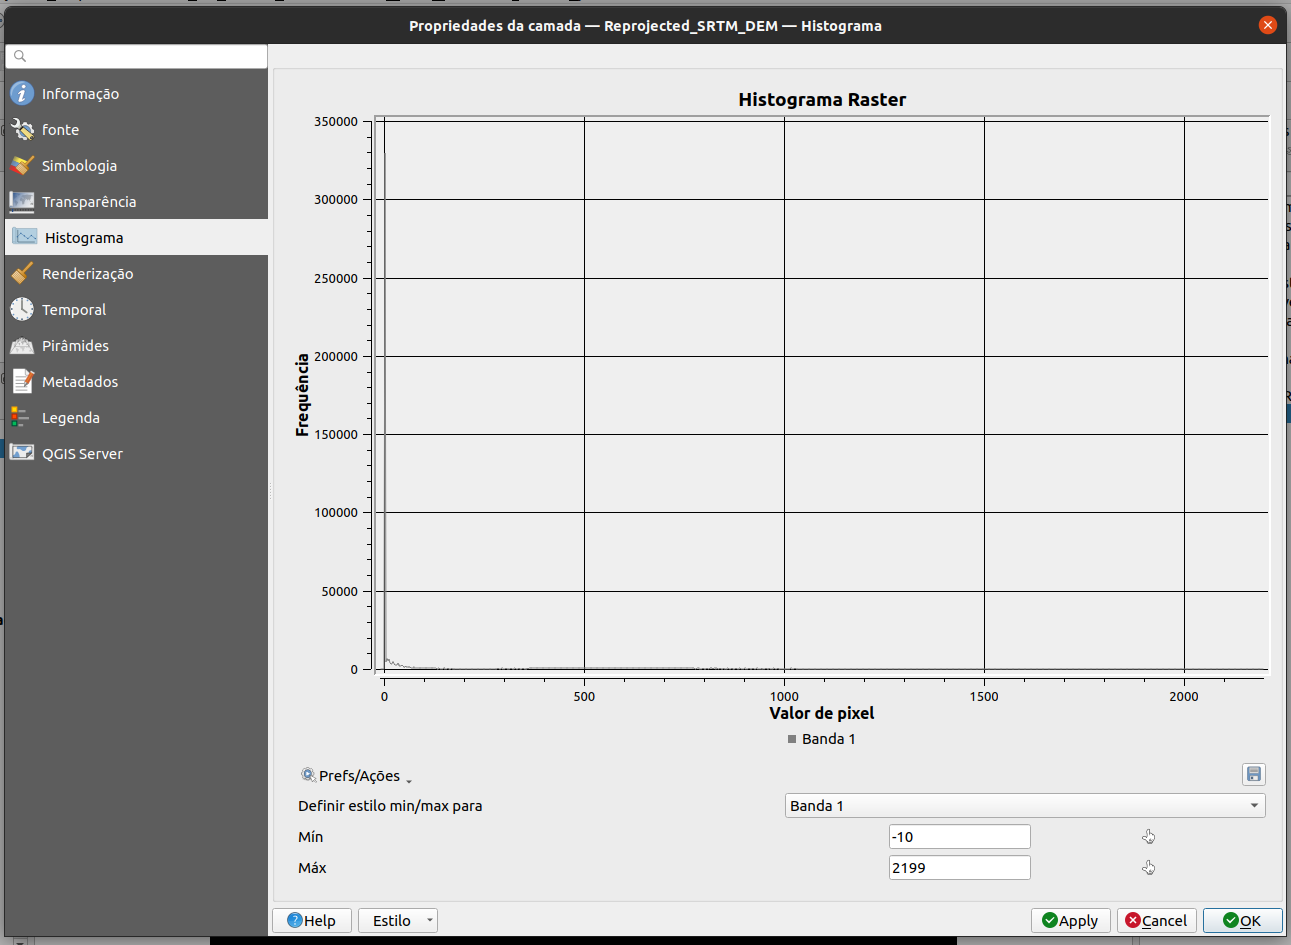 Propriedades da camada — Reprojected_SRTM_DEM — Histograma
Informação
fonte
Simbologia
Transparência
Histograma
Renderização
Temporal
Pirâmides
Metadados
Legenda
QGIS Server
Histograma Raster
Frequência
350000
300000
250000
200000
150000
100000
50000
0
0 500 1000 1500 2000
Valor de pixel
Banda 1
Prefs/Ações
Definir estilo min/max para Banda 1
Mín -10
Máx 2199
Help Estilo Apply Cancel OK